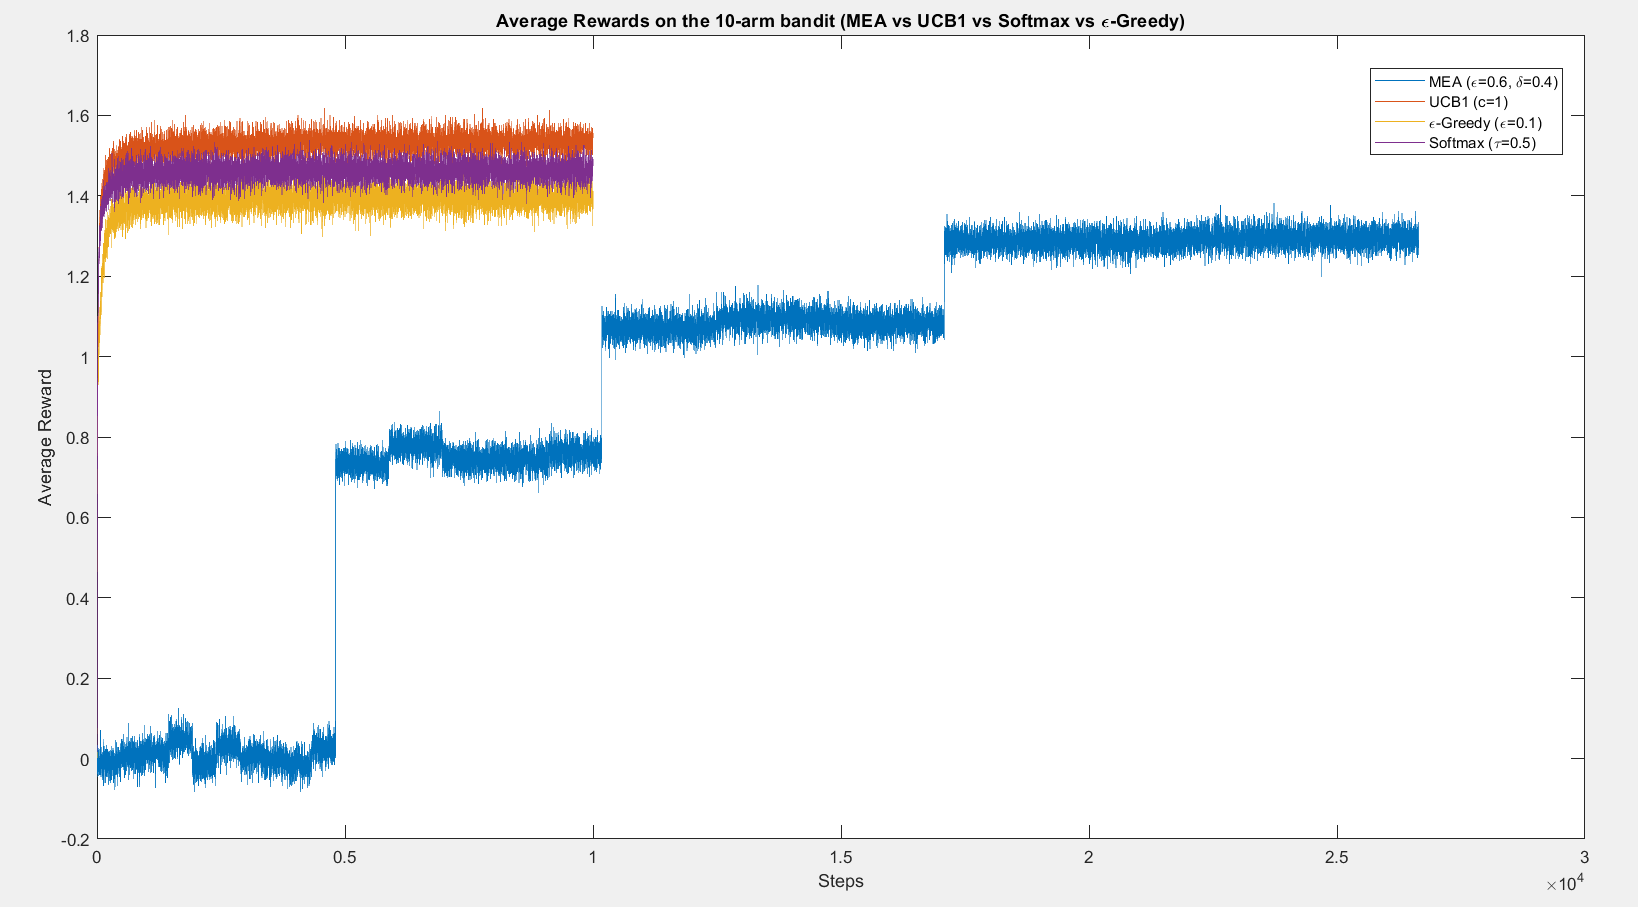 Average Rewards on the 10-arm bandit (MEA vs UCB1 vs Softmax vs ϵ-Greedy)
MEA (ϵ=0.6, δ=0.4)
UCB1 (c=1)
ϵ-Greedy (ϵ=0.1)
Softmax (τ=0.5)
Average Reward
1.8
1.6
1.4
1.2
1
0.8
0.6
0.4
0.2
0
-0.2
0 0.5 1 1.5 2 2.5 3
Steps
×10⁴